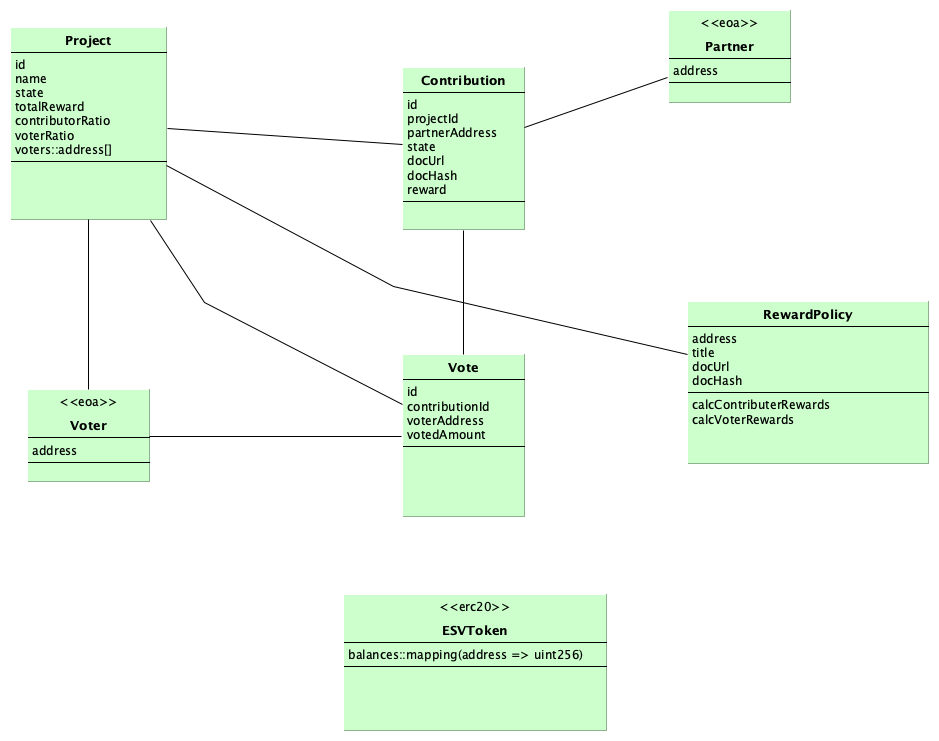 Project
id
name
state
totalReward
contributorRatio
voterRatio
voters::address[]
Contribution
id
projectId
partnerAddress
state
docUrl
docHash
reward
<<eoa>>
Partner
address
RewardPolicy
address
title
docUrl
docHash
calcContributerRewards
calcVoterRewards
<<eoa>>
Voter
address
Vote
id
contributionId
voterAddress
votedAmount
<<erc20>>
ESVToken
balances::mapping(address => uint256)